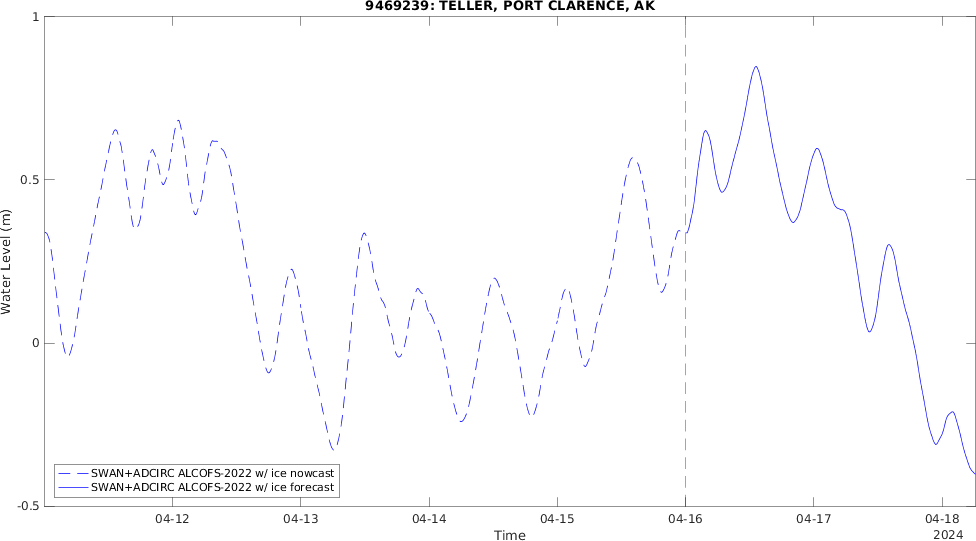 9469239: TELLER, PORT CLARENCE, AK
1
0.5
0
-0.5
Water Level (m)
SWAN+ADCIRC ALCOFS-2022 w/ ice nowcast
SWAN+ADCIRC ALCOFS-2022 w/ ice forecast
04-12 04-13 04-14 04-15 04-16 04-17 04-18
Time
2024